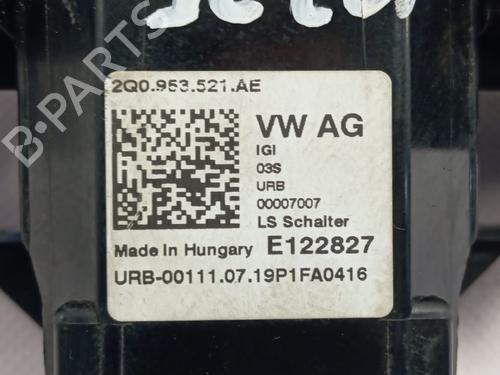 2Q0.953.521.AE
VW AG
IGI
03S
URB
00007007
LS Schalter
Made In Hungary E122827
URB-00111.07.19P1FA0416
B-Parts